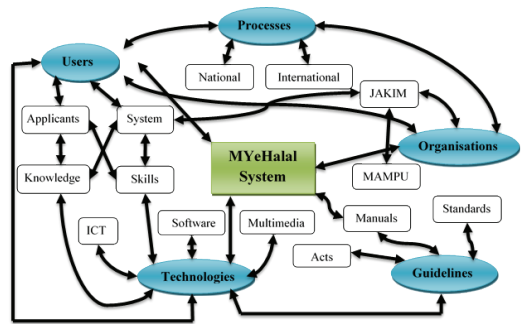 Processes
Users
National
International
JAKIM
Applicants
System
Organisations
MYeHalal
System
Knowledge
Skills
MAMPU
Standards
Manuals
Software
Multimedia
ICT
Acts
Technologies
Guidelines